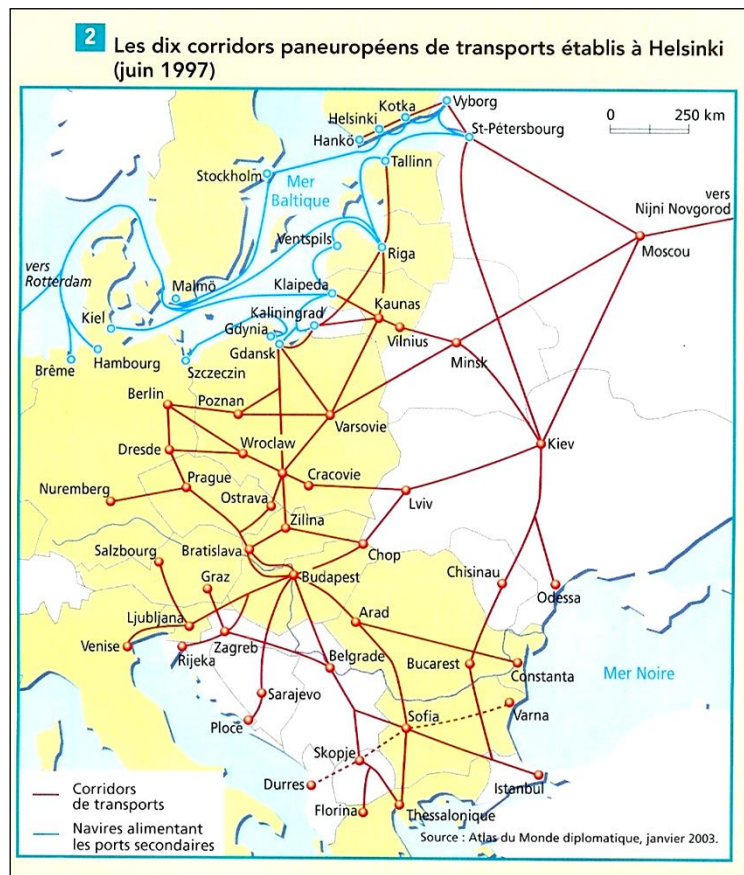 2
Les dix corridors paneuropéens de transports établis à Helsinki
(juin 1997)
Vyborg
Kotka
Helsinki
Hankö
St-Pétersbourg
0 250 km
Tallinn
Stockholm
Mer
Baltique
vers
Nijni Novgorod
Moscou
Ventspils
Riga
vers
Rotterdam
Malmö
Klaipeda
Kaunas
Kiel
Kaliningrad
Vilnius
Gdynia
Gdansk
Minsk
Brême
Hambourg
Szczeczin
Berlin
Poznan
Varsovie
Dresde
Wroclaw
Kiev
Prague
Cracovie
Nuremberg
Ostrava
Lviv
Zilina
Salzbourg
Bratislava
Chop
Graz
Budapest
Chisinau
Odessa
Ljubljana
Arad
Venise
Rijeka
Zagreb
Belgrade
Bucarest
Constanta
Mer Noire
Sarajevo
Varna
Ploce
Sofia
Skopje
Durres
Istanbul
Florina
Thessalonique
Corridors
de transports
Navires alimentant
les ports secondaires
Source : Atlas du Monde diplomatique, janvier 2003.